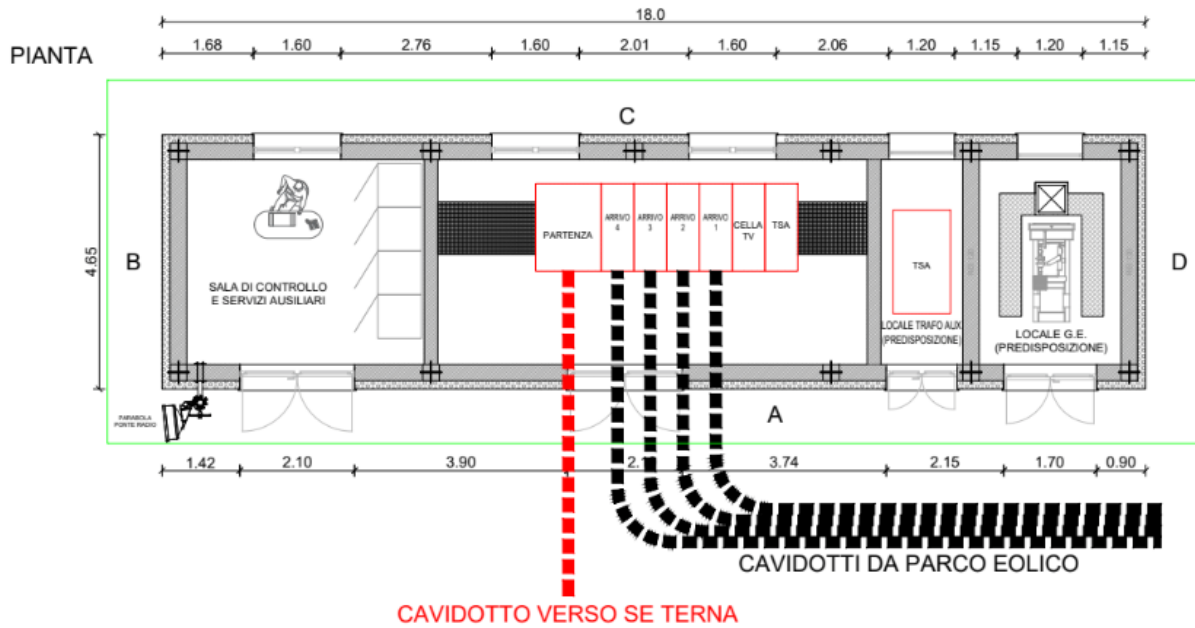 18.0
1.68 1.60 2.76 1.60 2.01 1.60 2.06 1.20 1.15 1.20 1.15
PIANTA
C
4.65
B
D
PARTENZA
ARRIVO
4
ARRIVO
3
ARRIVO
2
ARRIVO
1
CELLA
TV
TSA
TSA
SALA DI CONTROLLO
E SERVIZI AUSILIARI
LOCALE TRAFO AUX
(PREDISPOSIZIONE)
LOCALE G.E.
(PREDISPOSIZIONE)
A
PARABOLA
PONTE RADIO
1.42 2.10 3.90 3.74 2.15 1.70 0.90
CAVIDOTTI DA PARCO EOLICO
CAVIDOTTO VERSO SE TERNA